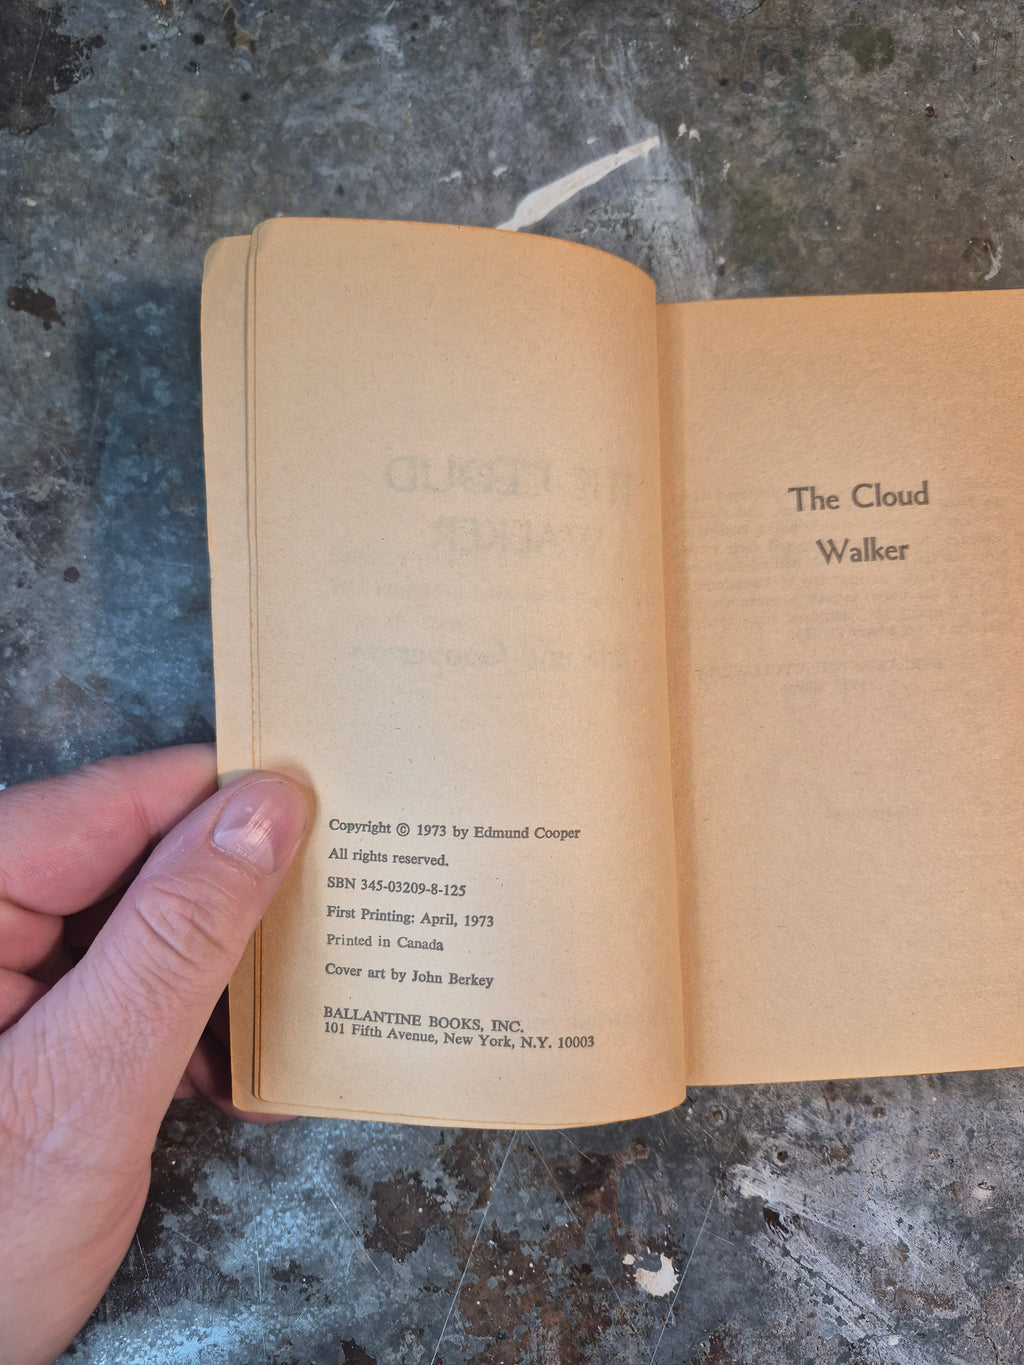 Copyright © 1973 by Edmund Cooper
All rights reserved.
SBN 345-03209-8-125
First Printing: April, 1973
Printed in Canada
Cover art by John Berkey
BALLANTINE BOOKS, INC.
101 Fifth Avenue, New York, N.Y. 10003
The Cloud
Walker